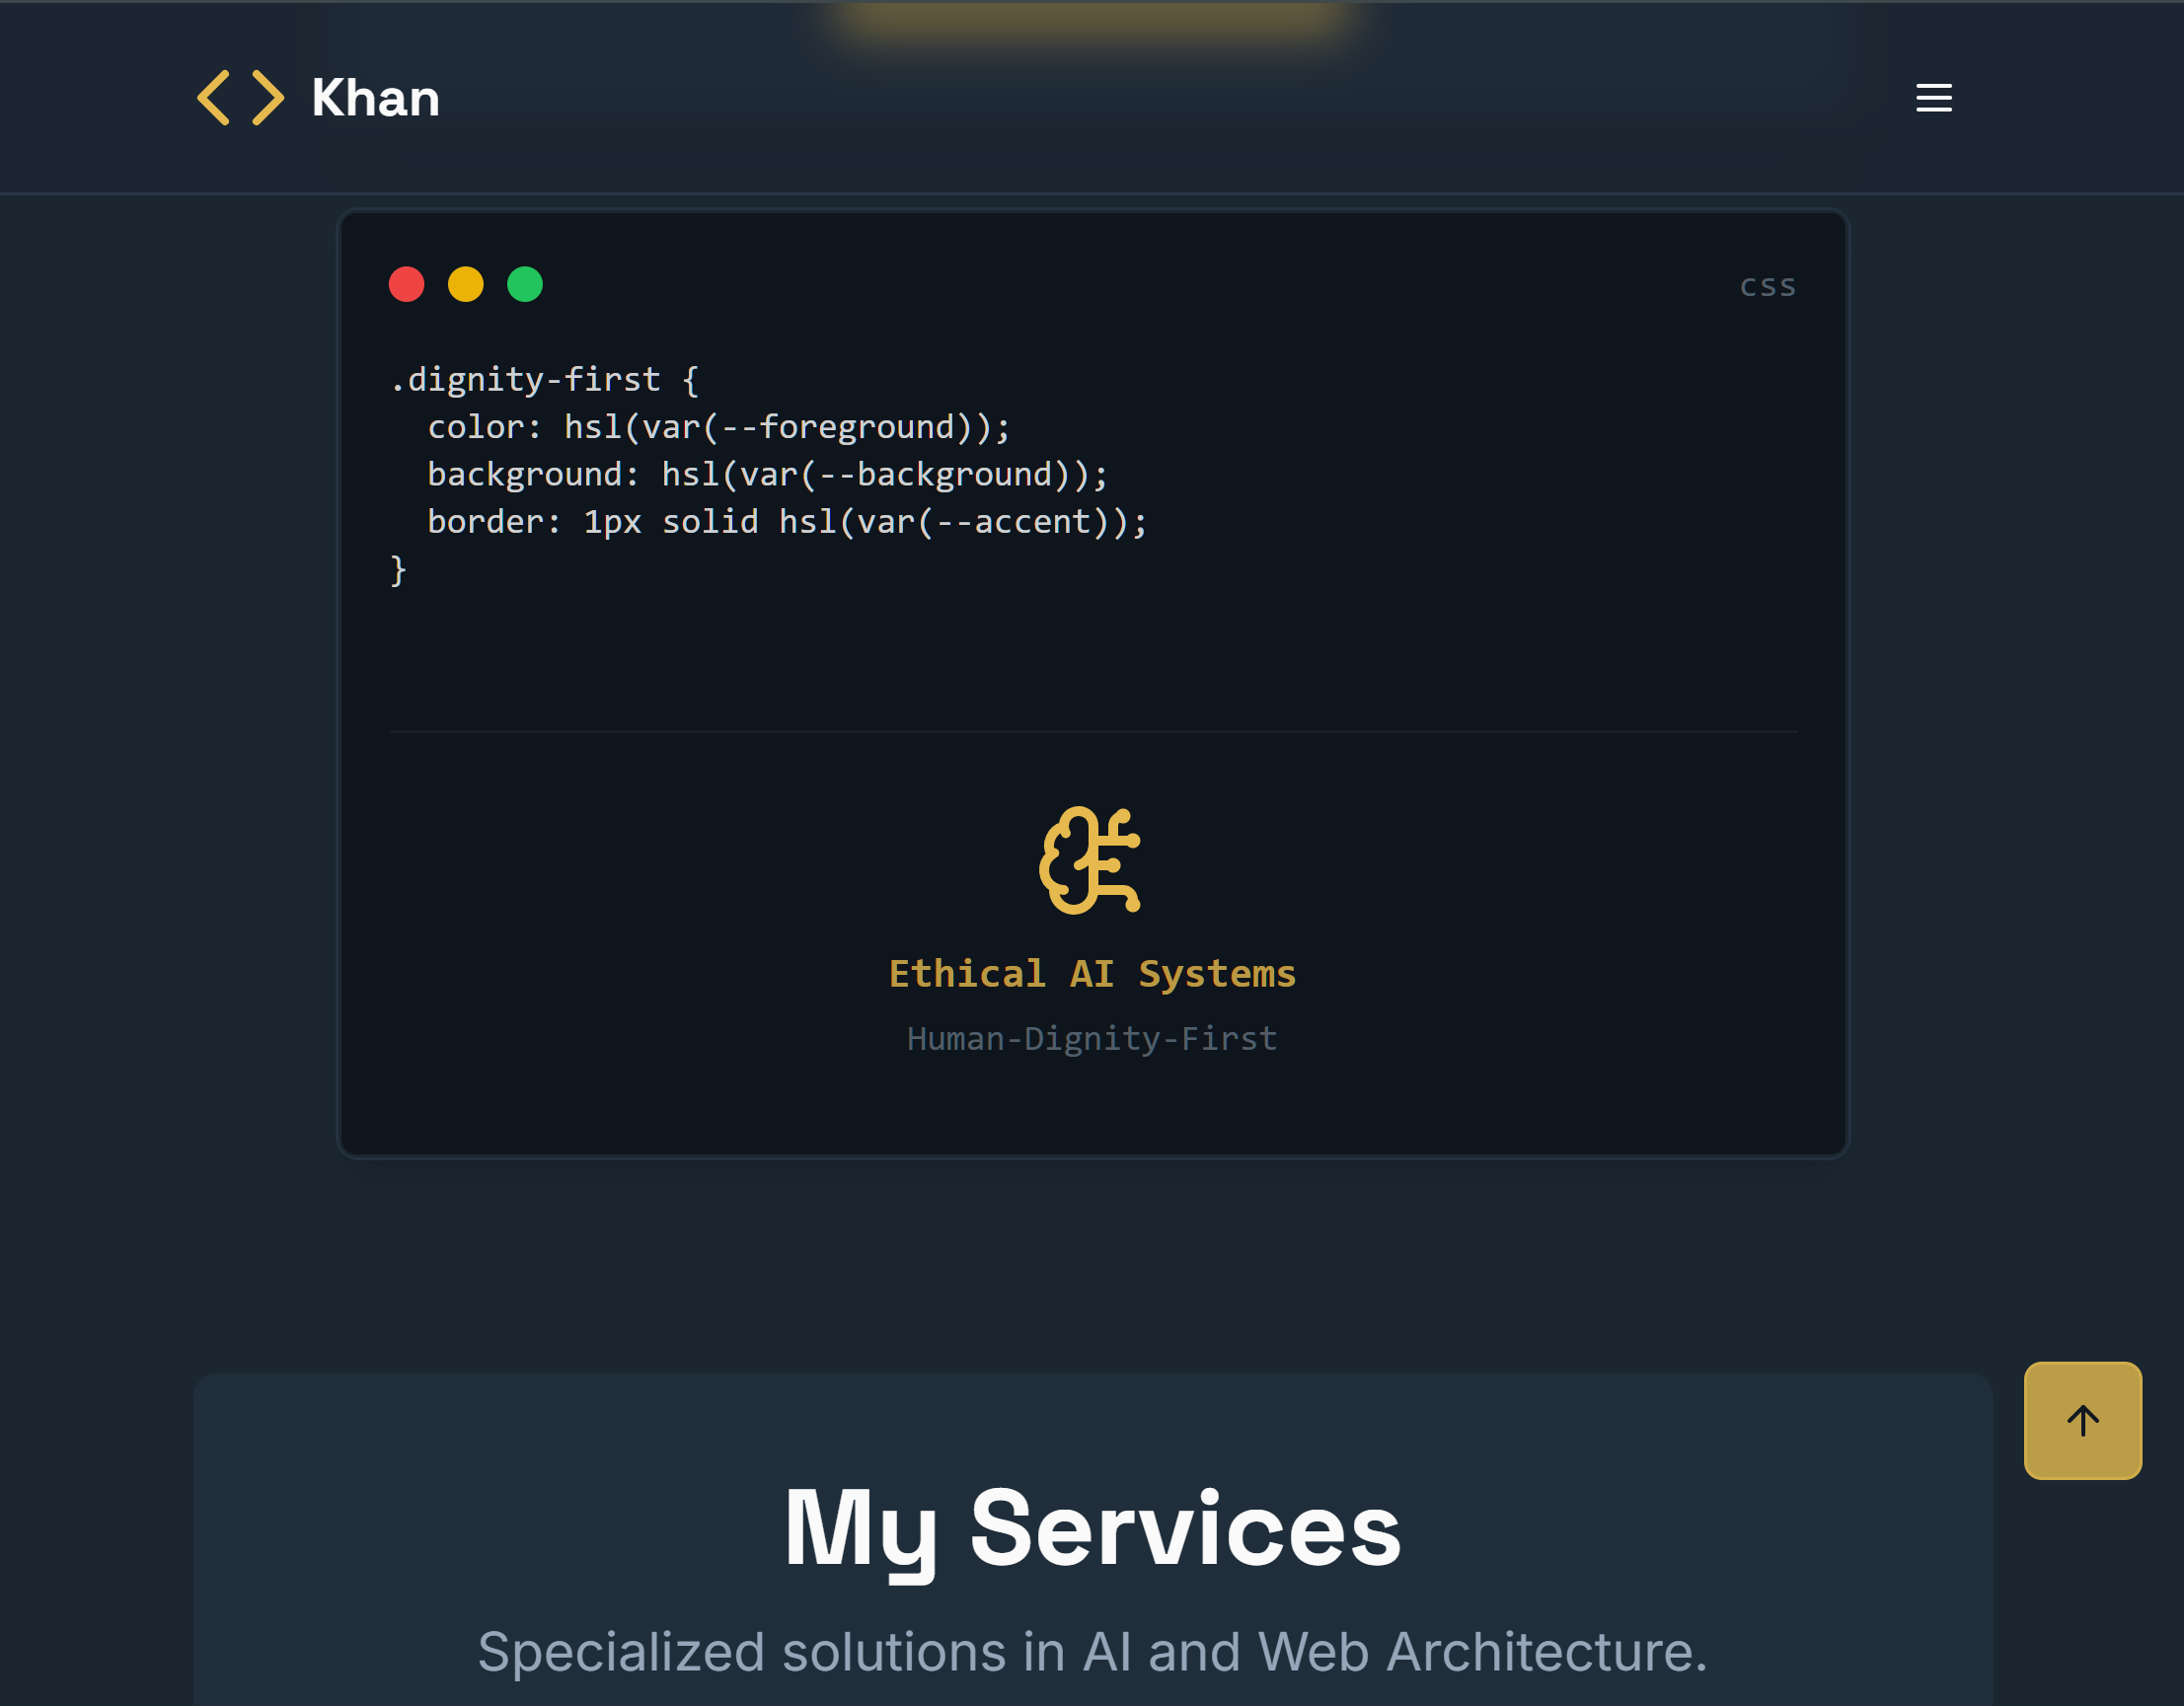 Khan
css
.dignity-first {
  color: hsl(var(--foreground));
  background: hsl(var(--background));
  border: 1px solid hsl(var(--accent));
}
Ethical AI Systems
Human-Dignity-First
My Services
Specialized solutions in AI and Web Architecture.